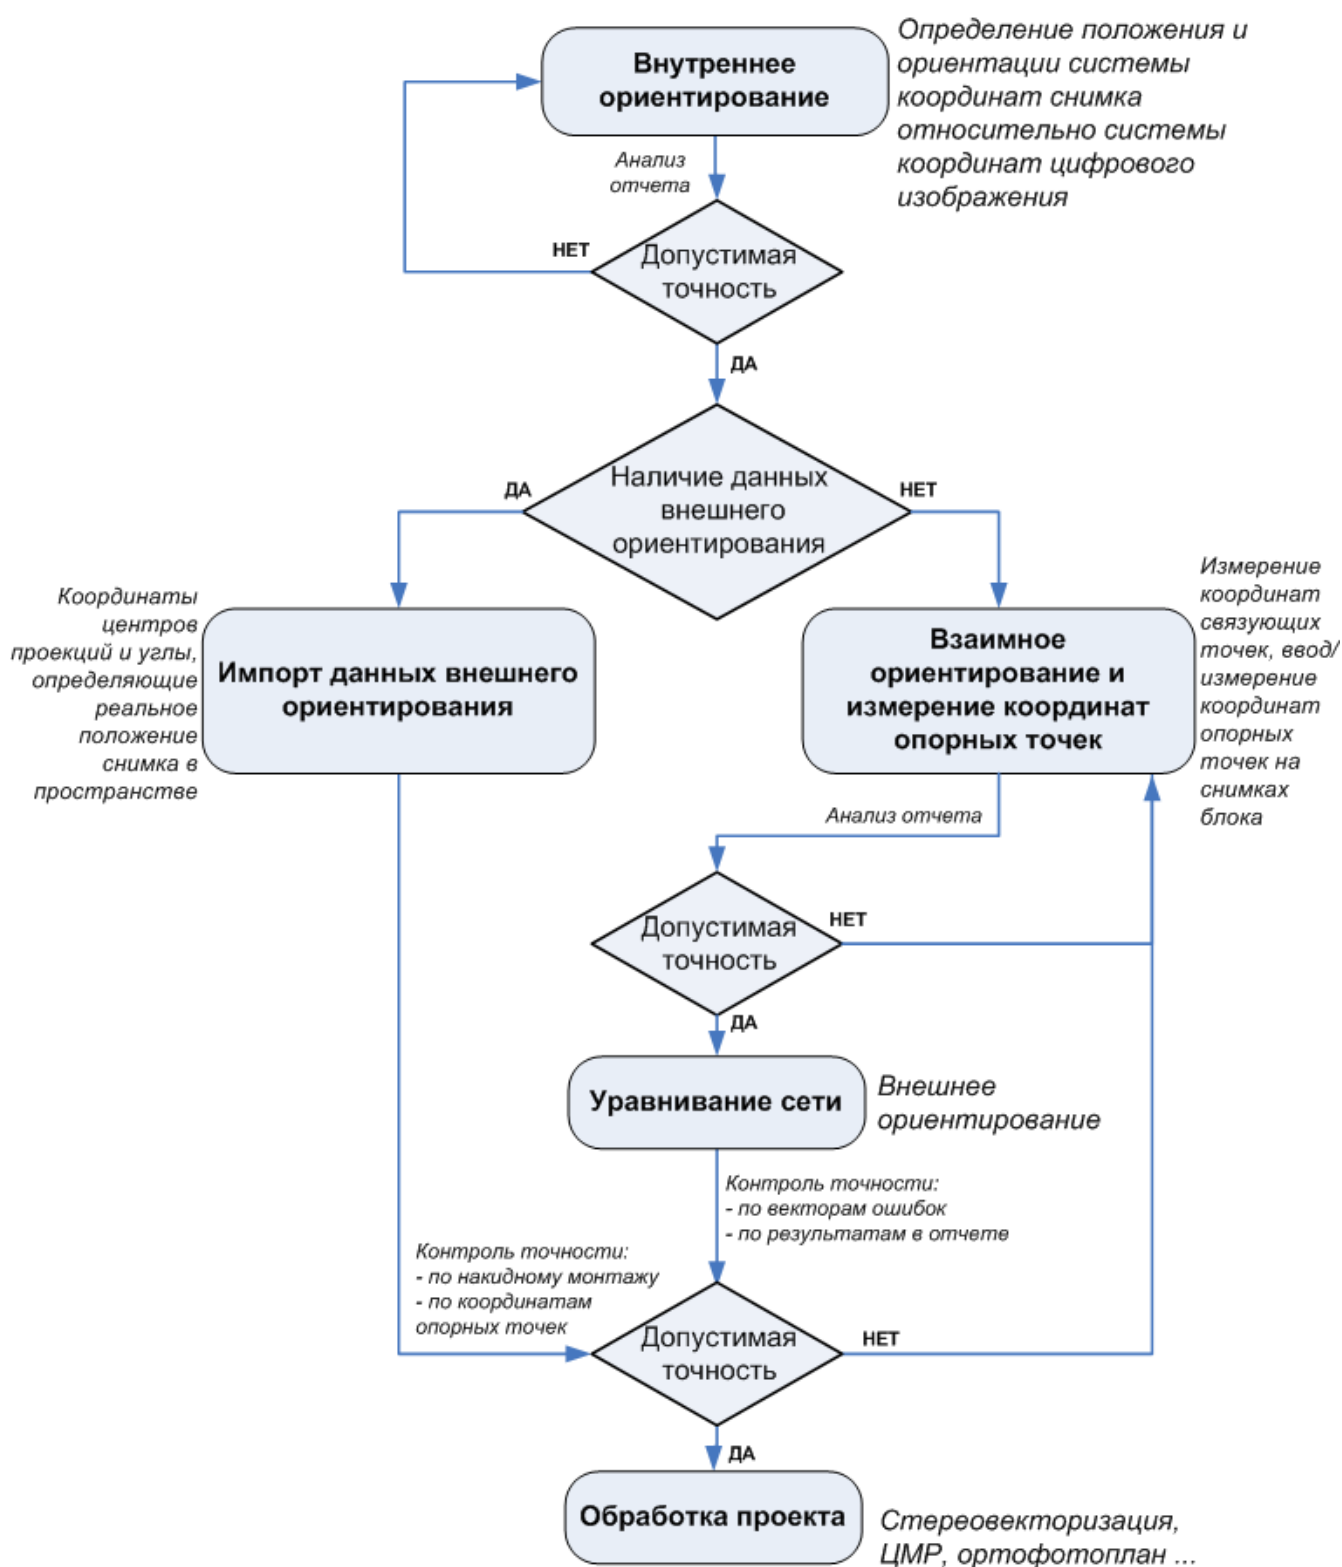 Внутреннее
ориентирование
Определение положения и
ориентации системы
координат снимка
относительно системы
координат цифрового
изображения
Анализ
отчета
НЕТ
Допустимая
точность
ДА
ДА
Наличие данных
внешнего
ориентирования
НЕТ
Координаты
центров
проекций и углы,
определяющие
реальное
положение
снимка в
пространстве
Импорт данных внешнего
ориентирования
Взаимное
ориентирование и
измерение координат
опорных точек
Измерение
координат
связующих
точек, ввод/
измерение
координат
опорных
точек на
снимках
блока
Анализ отчета
Допустимая
точность
НЕТ
ДА
Уравнивание сети
Внешнее
ориентирование
Контроль точности:
- по векторам ошибок
- по результатам в отчете
Контроль точности:
- по накидному монтажу
- по координатам
опорных точек
Допустимая
точность
НЕТ
ДА
Обработка проекта
Стереовекторизация,
ЦМР, ортофотоплан ...